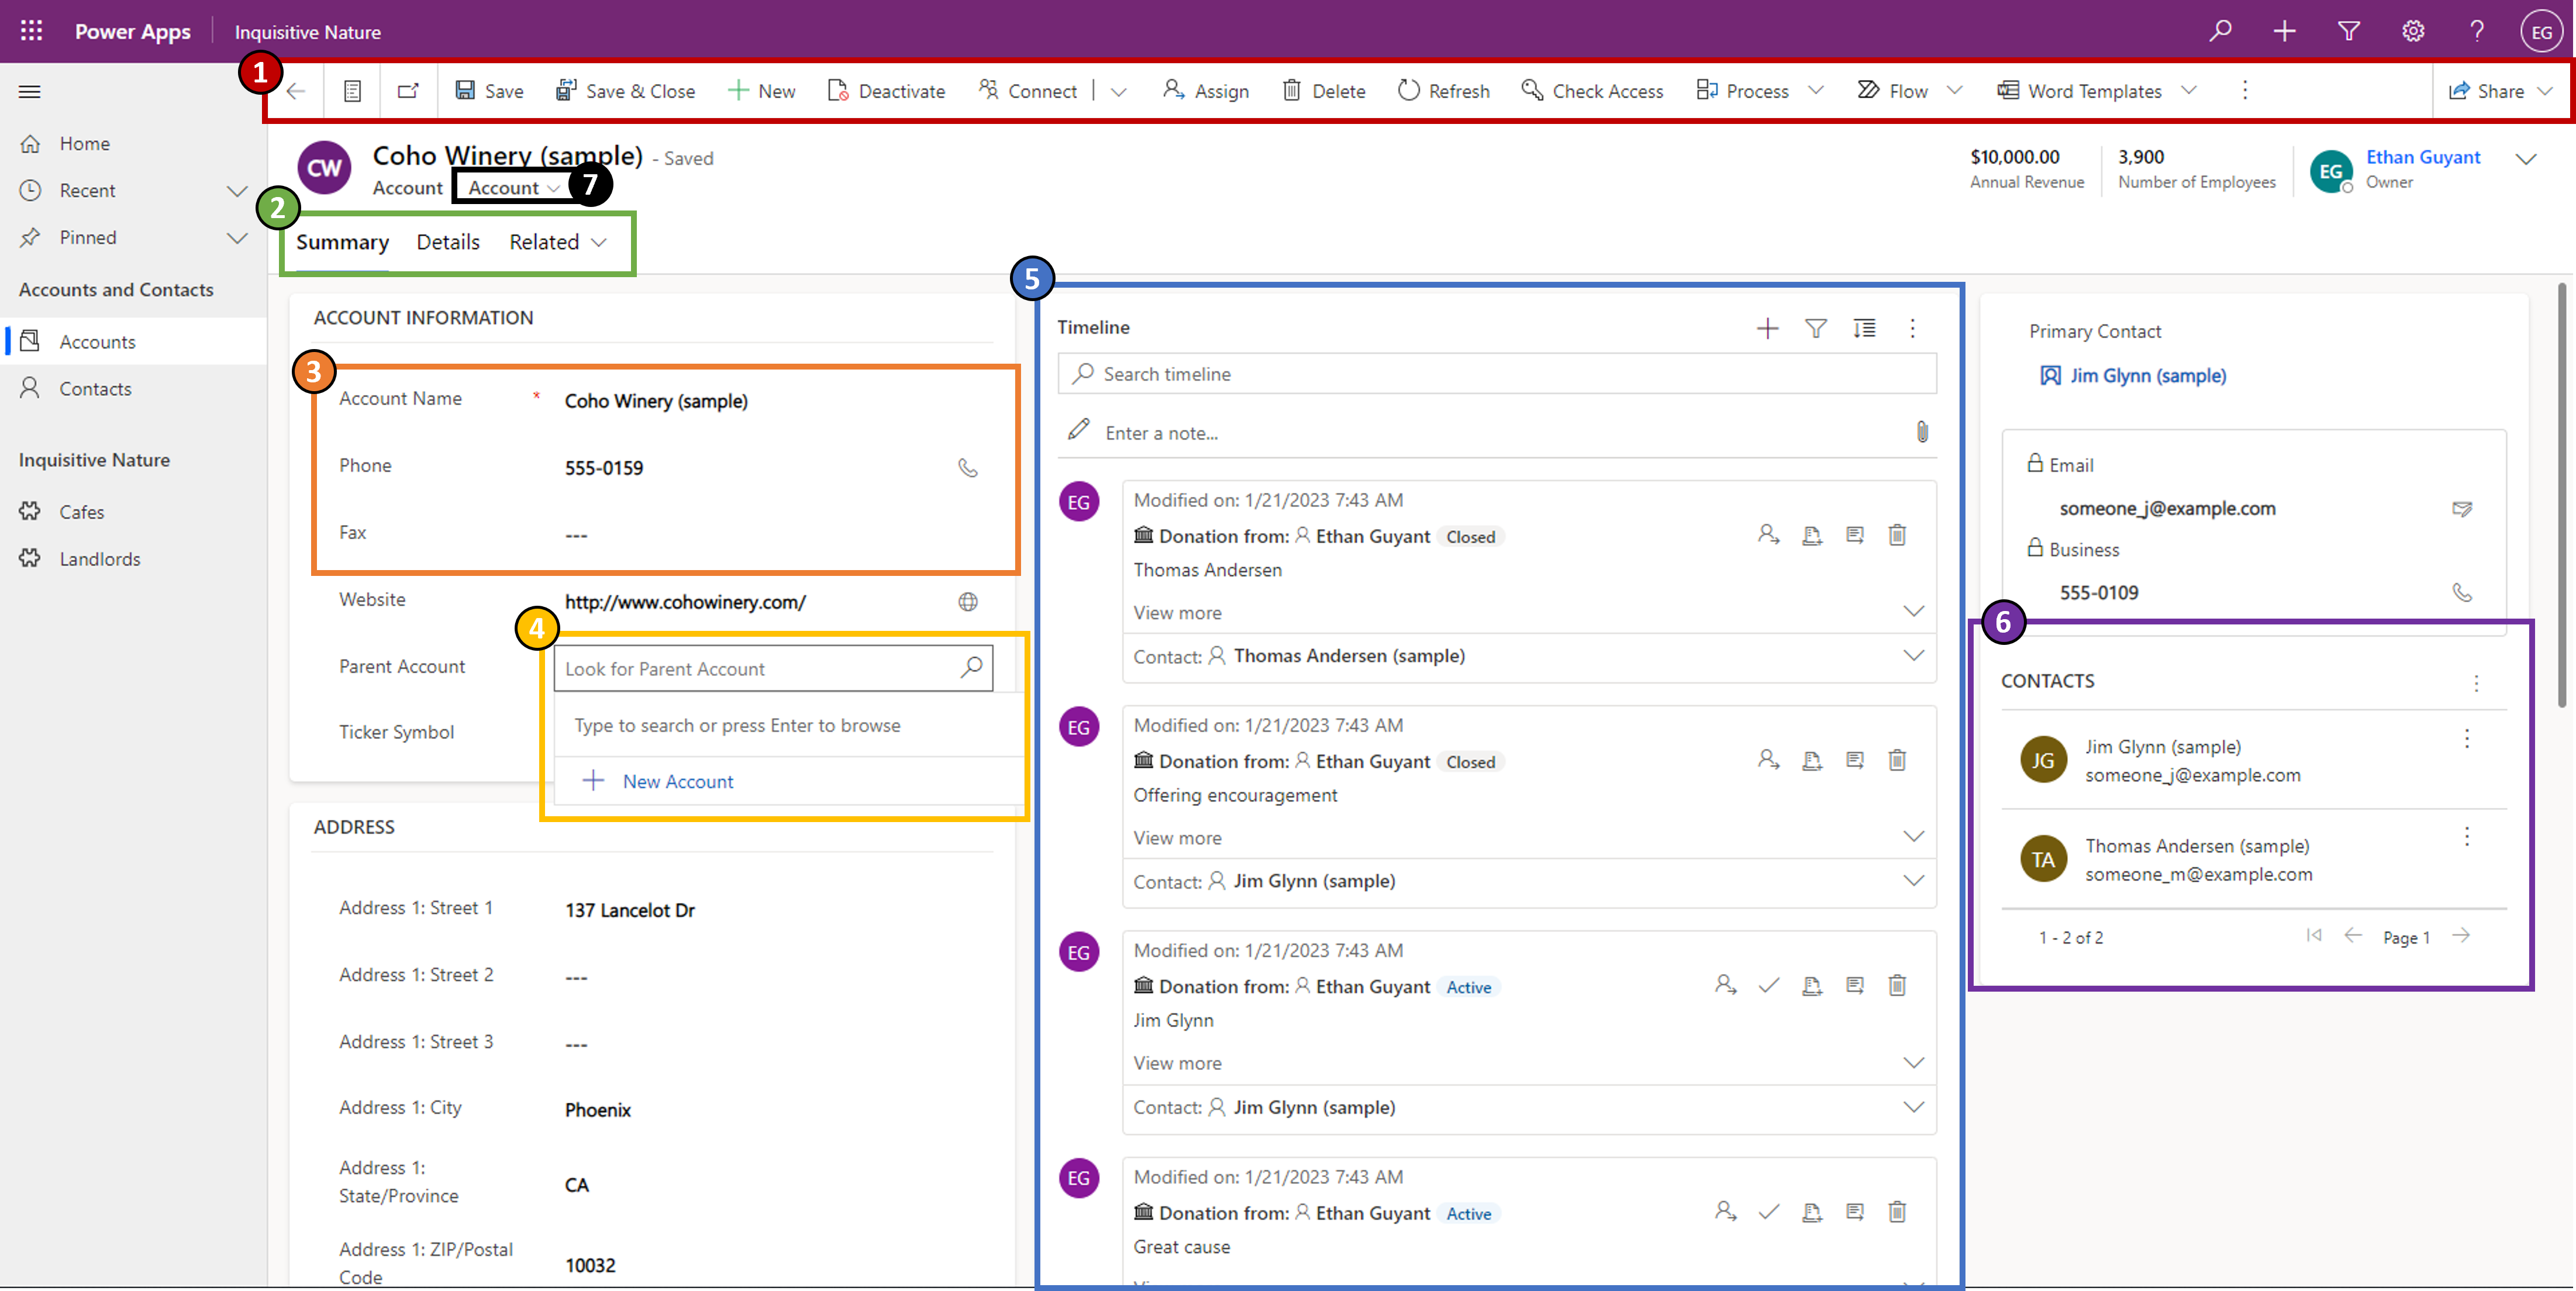 Power Apps
Inquisitive Nature
EG
1
Save
Save & Close
New
Deactivate
Connect
Assign
Delete
Refresh
Check Access
Process
Flow
Word Templates
Share
Home
Recent
Pinned
Accounts and Contacts
Accounts
Contacts
Inquisitive Nature
Cafes
Landlords
CW
Coho Winery (sample) - Saved
Account
Account
7
$10,000.00
Annual Revenue
3,900
Number of Employees
EG
Ethan Guyant
Owner
2
Summary
Details
Related
ACCOUNT INFORMATION
3
Account Name * Coho Winery (sample)
Phone 555-0159
Fax ---
Website http://www.cohowinery.com/
4
Parent Account
Look for Parent Account
Type to search or press Enter to browse
New Account
Ticker Symbol
ADDRESS
Address 1: Street 1 137 Lancelot Dr
Address 1: Street 2 ---
Address 1: Street 3 ---
Address 1: City Phoenix
Address 1:
State/Province
CA
Address 1: ZIP/Postal
Code
10032
5
Timeline
Search timeline
Enter a note...
EG
Modified on: 1/21/2023 7:43 AM
Donation from: Ethan Guyant Closed
Thomas Andersen
View more
Contact: Thomas Andersen (sample)
EG
Modified on: 1/21/2023 7:43 AM
Donation from: Ethan Guyant Closed
Offering encouragement
View more
Contact: Jim Glynn (sample)
EG
Modified on: 1/21/2023 7:43 AM
Donation from: Ethan Guyant Active
Jim Glynn
View more
Contact: Jim Glynn (sample)
EG
Modified on: 1/21/2023 7:43 AM
Donation from: Ethan Guyant Active
Great cause
Primary Contact
Jim Glynn (sample)
Email
someone_j@example.com
Business
555-0109
6
CONTACTS
JG
Jim Glynn (sample)
someone_j@example.com
TA
Thomas Andersen (sample)
someone_m@example.com
1 - 2 of 2
Page 1